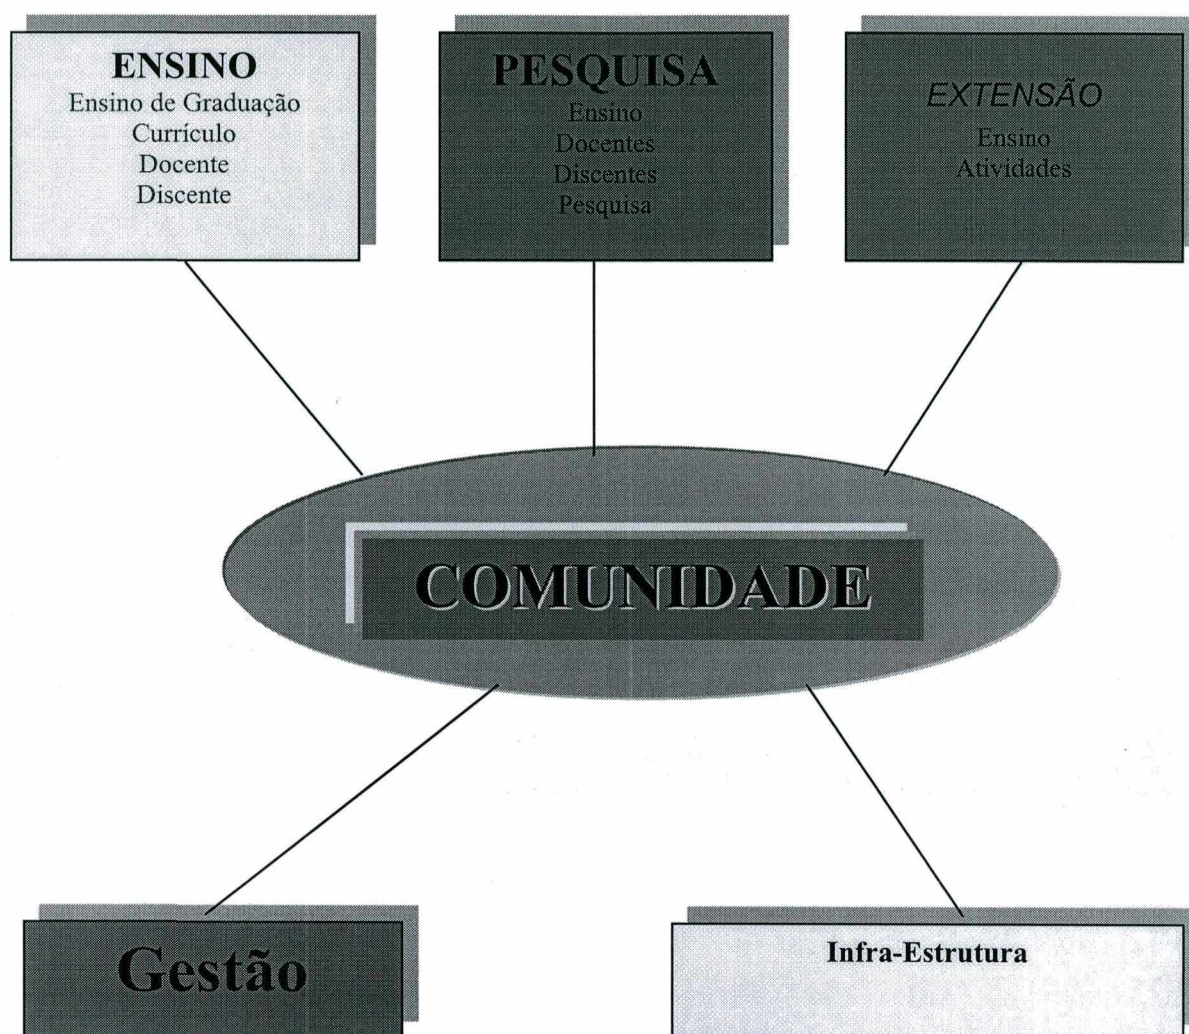 ENSINO
Ensino de Graduação
Currículo
Docente
Discente
PESQUISA
Ensino
Docentes
Discentes
Pesquisa
EXTENSÃO
Ensino
Atividades
COMUNIDADE
Gestão
Infra-Estrutura